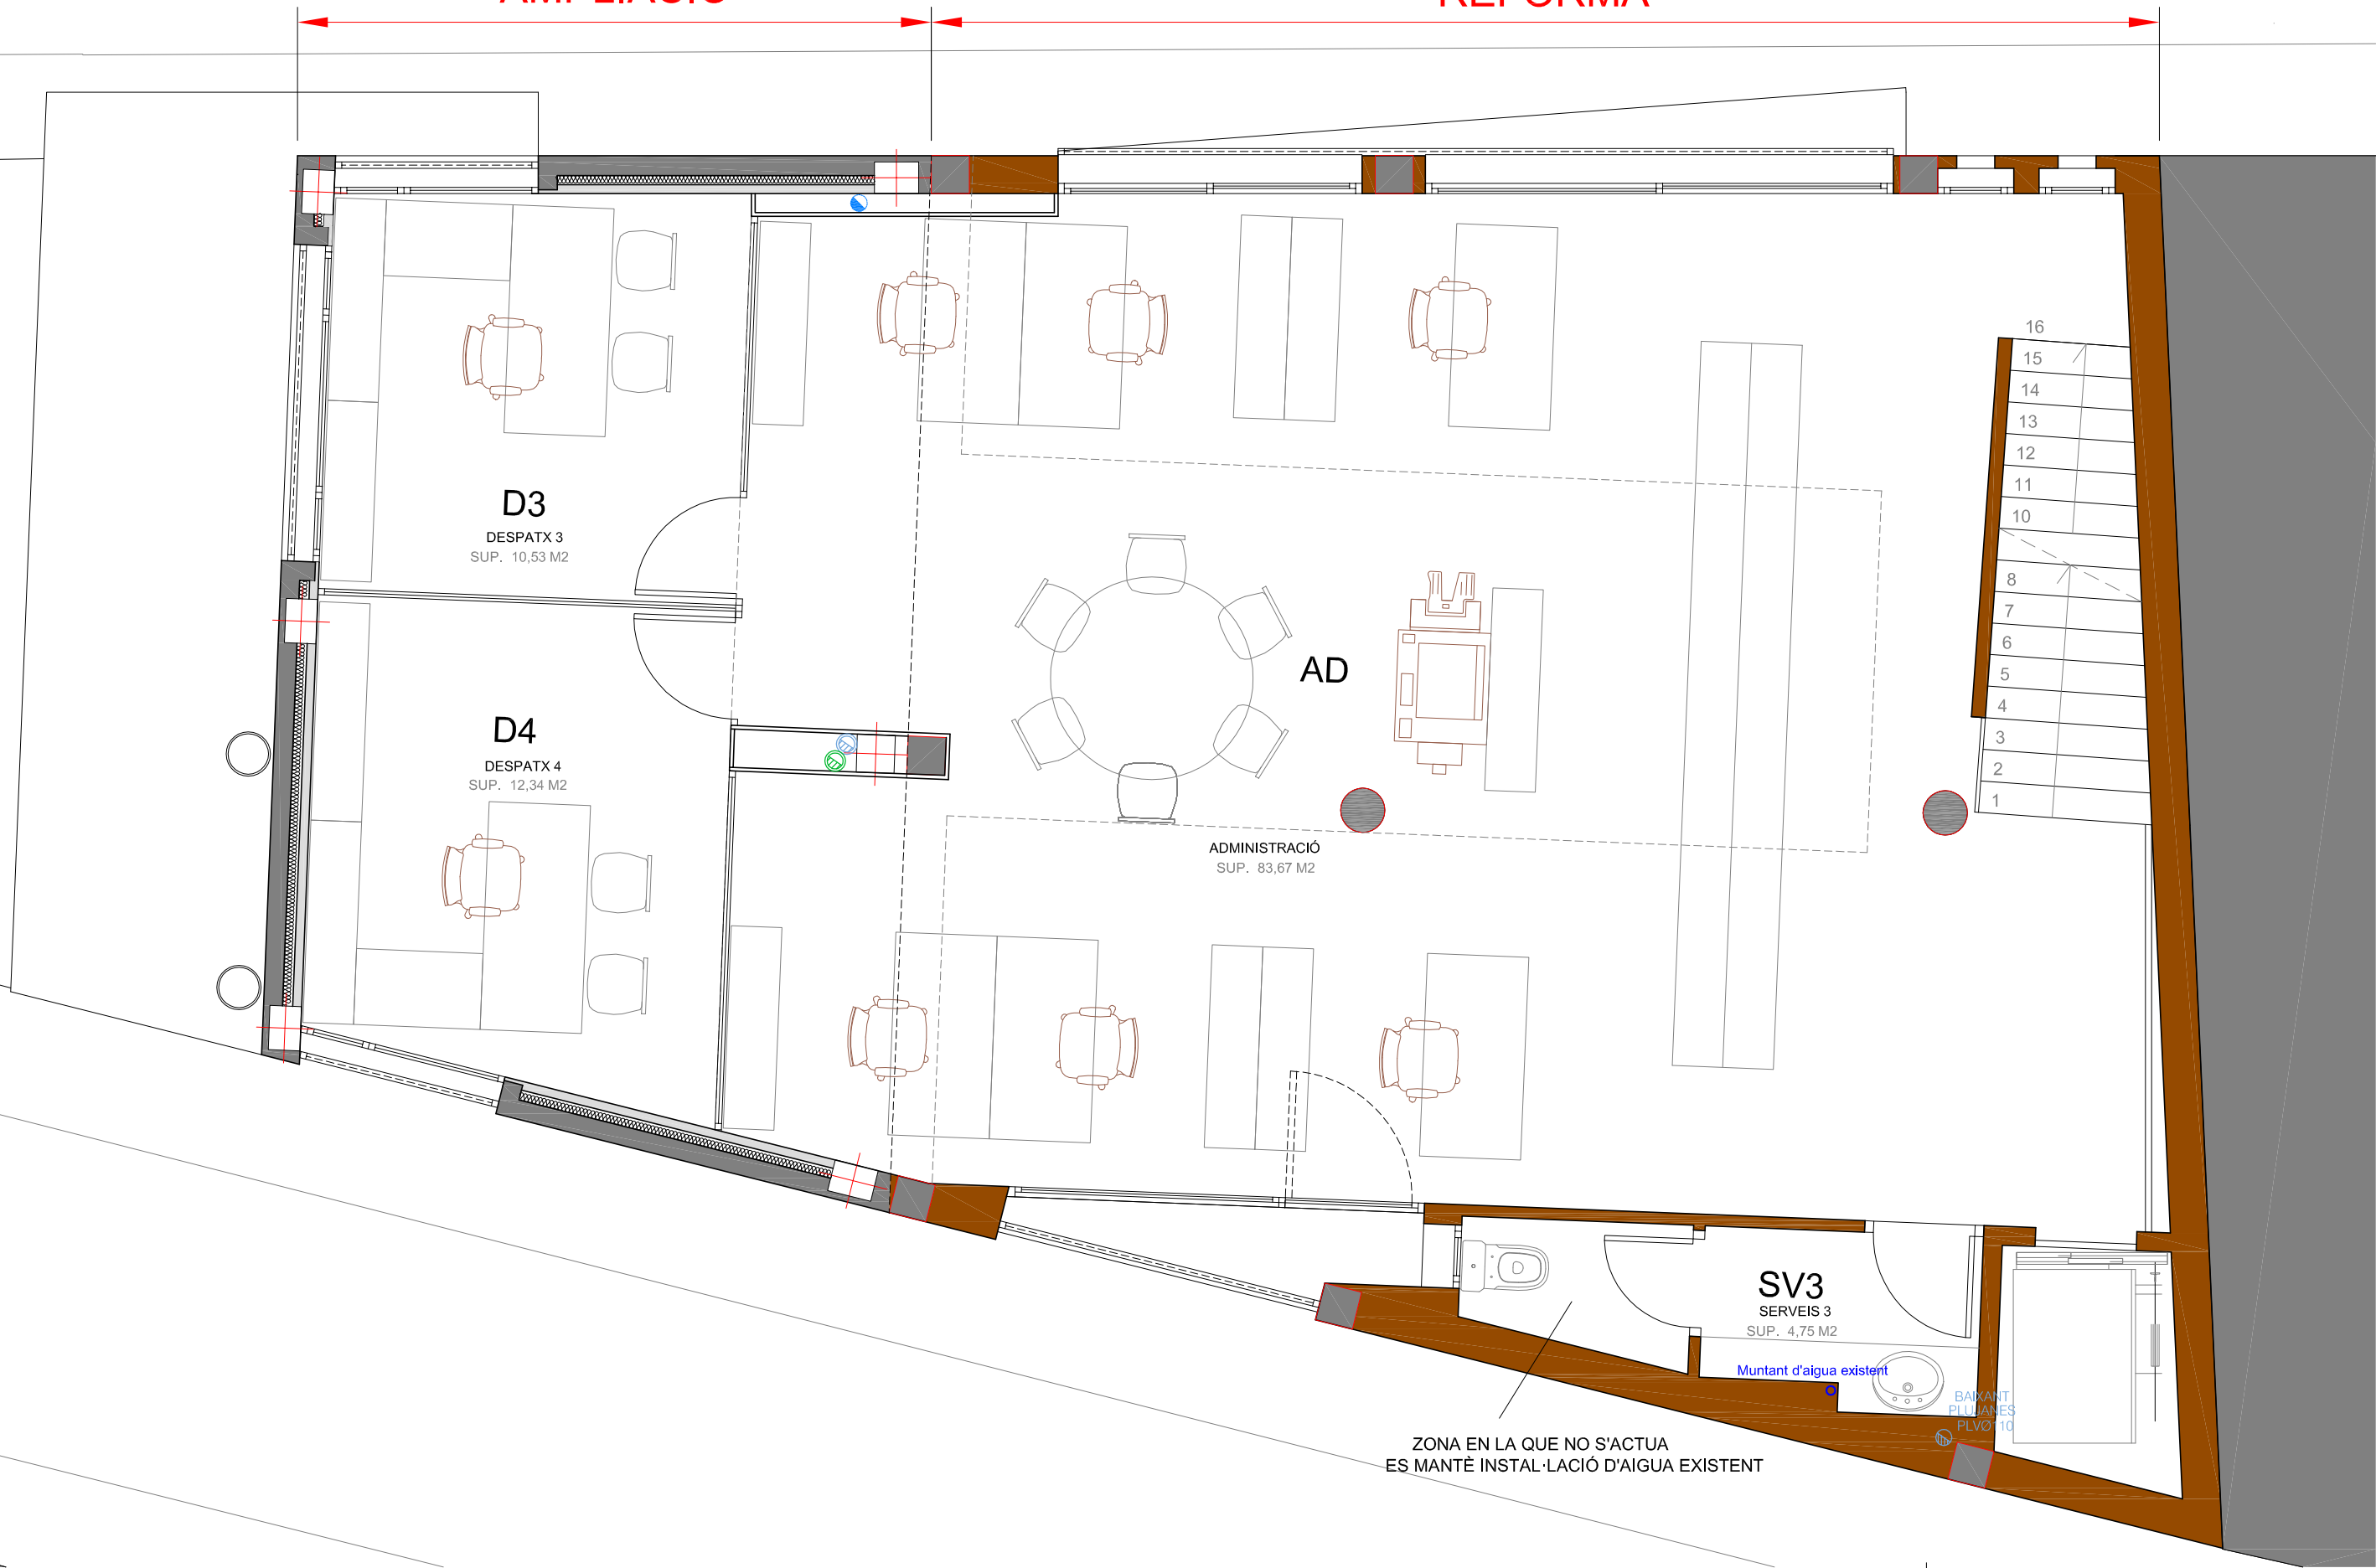 AMPLIACIÓ
REFORMA
16
15
14
13
12
11
10
8
7
6
5
4
3
2
1
D3
DESPATX 3
SUP. 10,53 M2
AD
D4
DESPATX 4
SUP. 12,34 M2
ADMINISTRACIÓ
SUP. 83,67 M2
SV3
SERVEIS 3
SUP. 4,75 M2
Muntant d'aigua existent
BAIXANT
PLUJANES
PLVØ110
ZONA EN LA QUE NO S'ACTUA
ES MANTÈ INSTAL·LACIÓ D'AIGUA EXISTENT